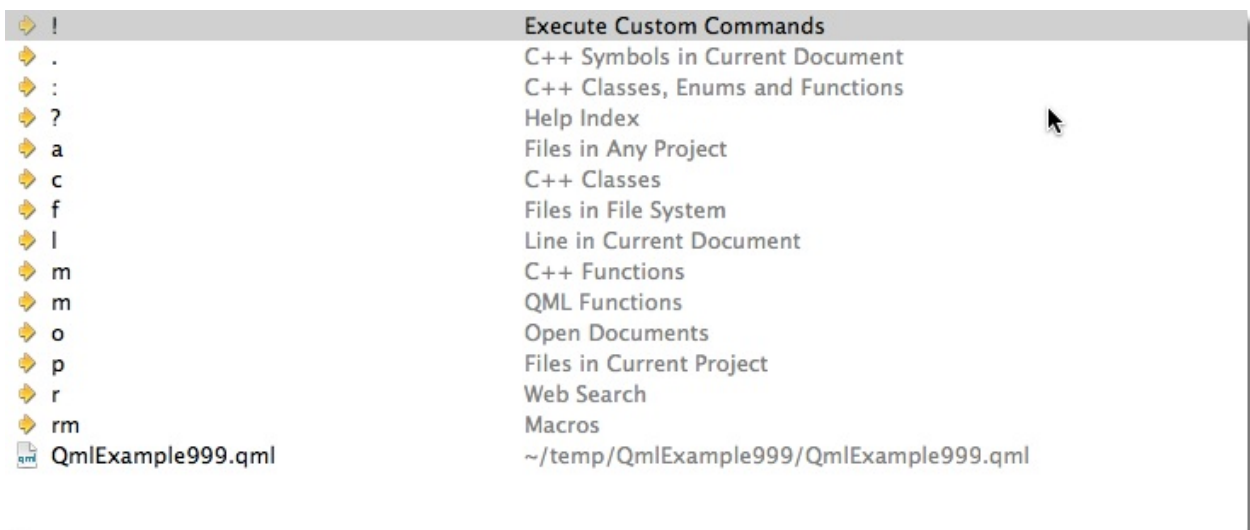 ! Execute Custom Commands
. C++ Symbols in Current Document
: C++ Classes, Enums and Functions
? Help Index
a Files in Any Project
c C++ Classes
f Files in File System
l Line in Current Document
m C++ Functions
m QML Functions
o Open Documents
p Files in Current Project
r Web Search
rm Macros
qml QmlExample999.qml ~/temp/QmlExample999/QmlExample999.qml